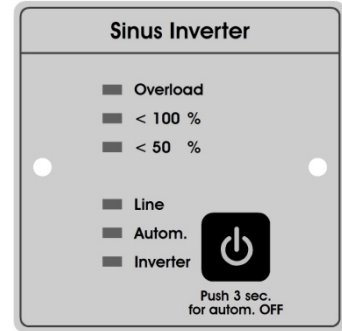 Sinus Inverter
Overload
< 100 %
< 50 %
Line
Autom.
Inverter
Push 3 sec.
for autom. OFF